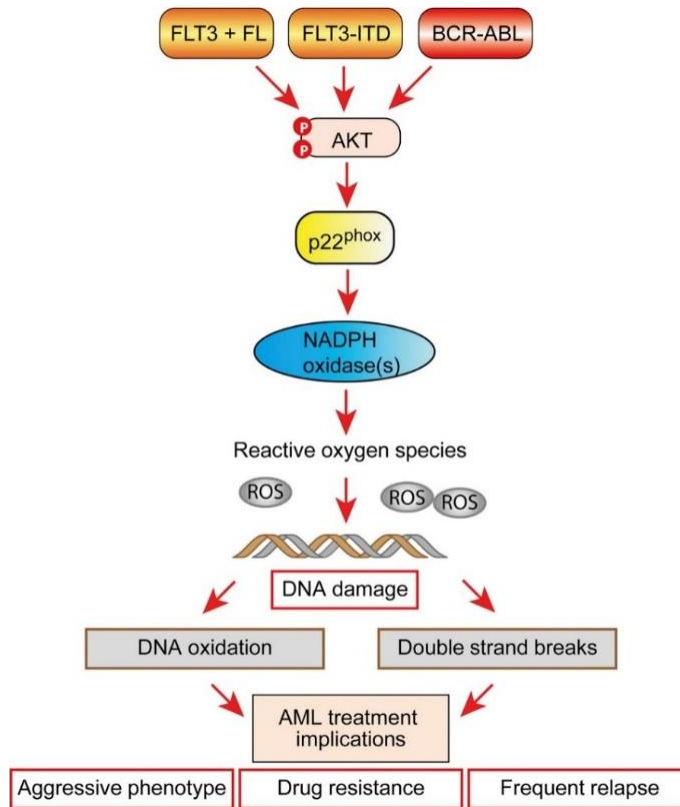 FLT3 + FL
FLT3-ITD
BCR-ABL
P
P
AKT
p22phox
NADPH
oxidase(s)
Reactive oxygen species
ROS
ROS
ROS
DNA damage
DNA oxidation
Double strand breaks
AML treatment
implications
Aggressive phenotype
Drug resistance
Frequent relapse